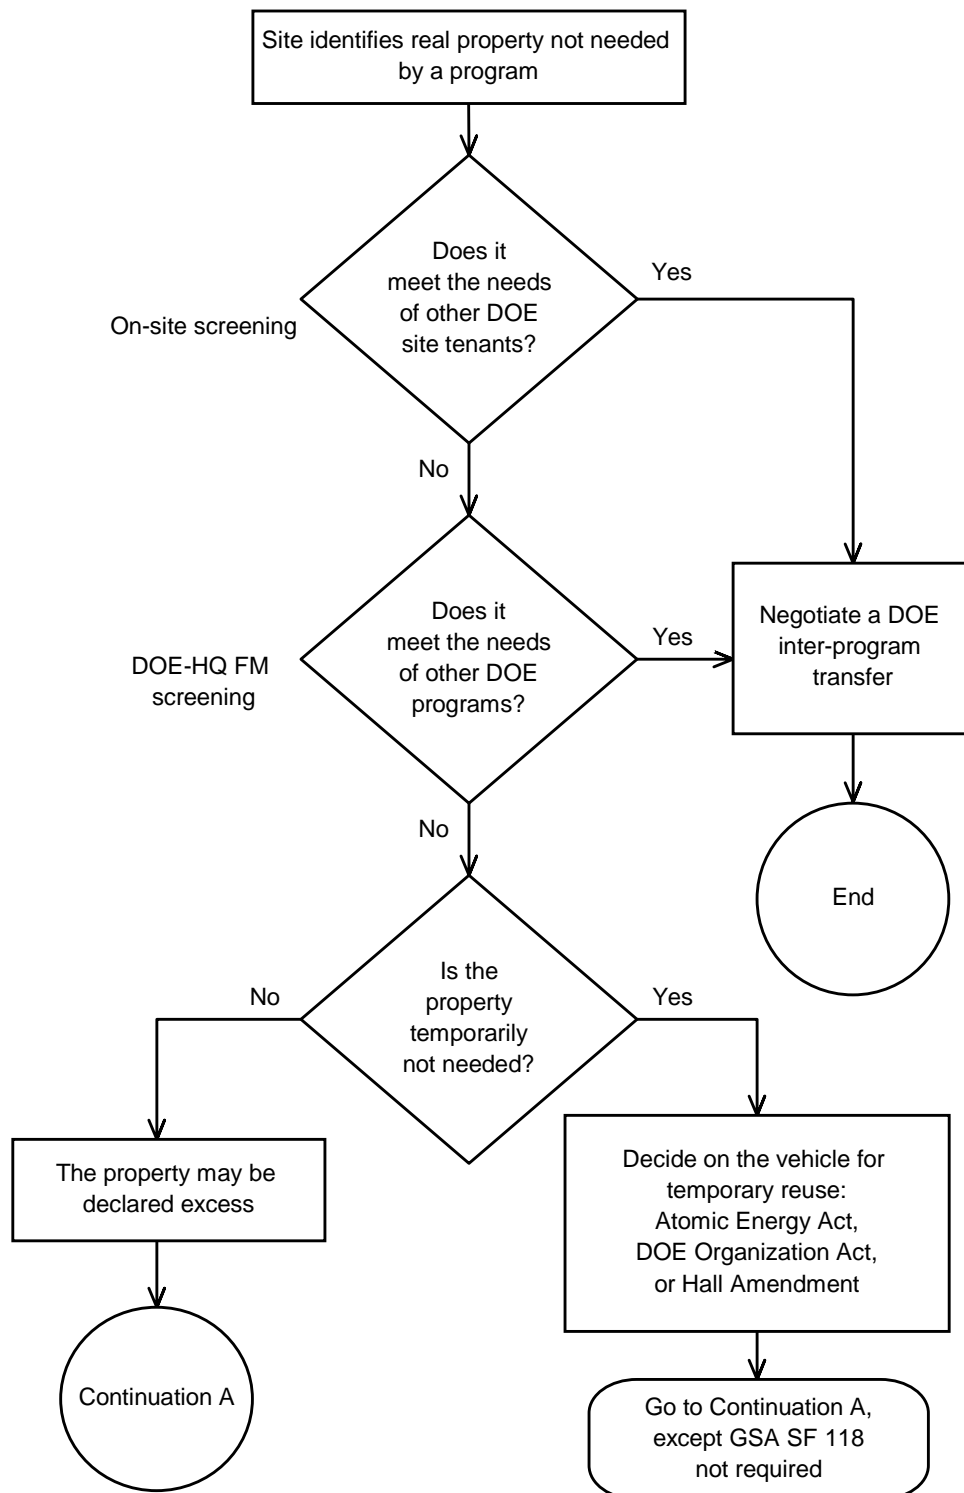 Site identifies real property not needed
by a program
Does it
meet the needs
of other DOE
site tenants?
Yes
On-site screening
No
Does it
meet the needs
of other DOE
programs?
Yes
Negotiate a DOE
inter-program
transfer
DOE-HQ FM
screening
No
End
Is the
property
temporarily
not needed?
No
Yes
The property may be
declared excess
Decide on the vehicle for
temporary reuse:
Atomic Energy Act,
DOE Organization Act,
or Hall Amendment
Continuation A
Go to Continuation A,
except GSA SF 118
not required